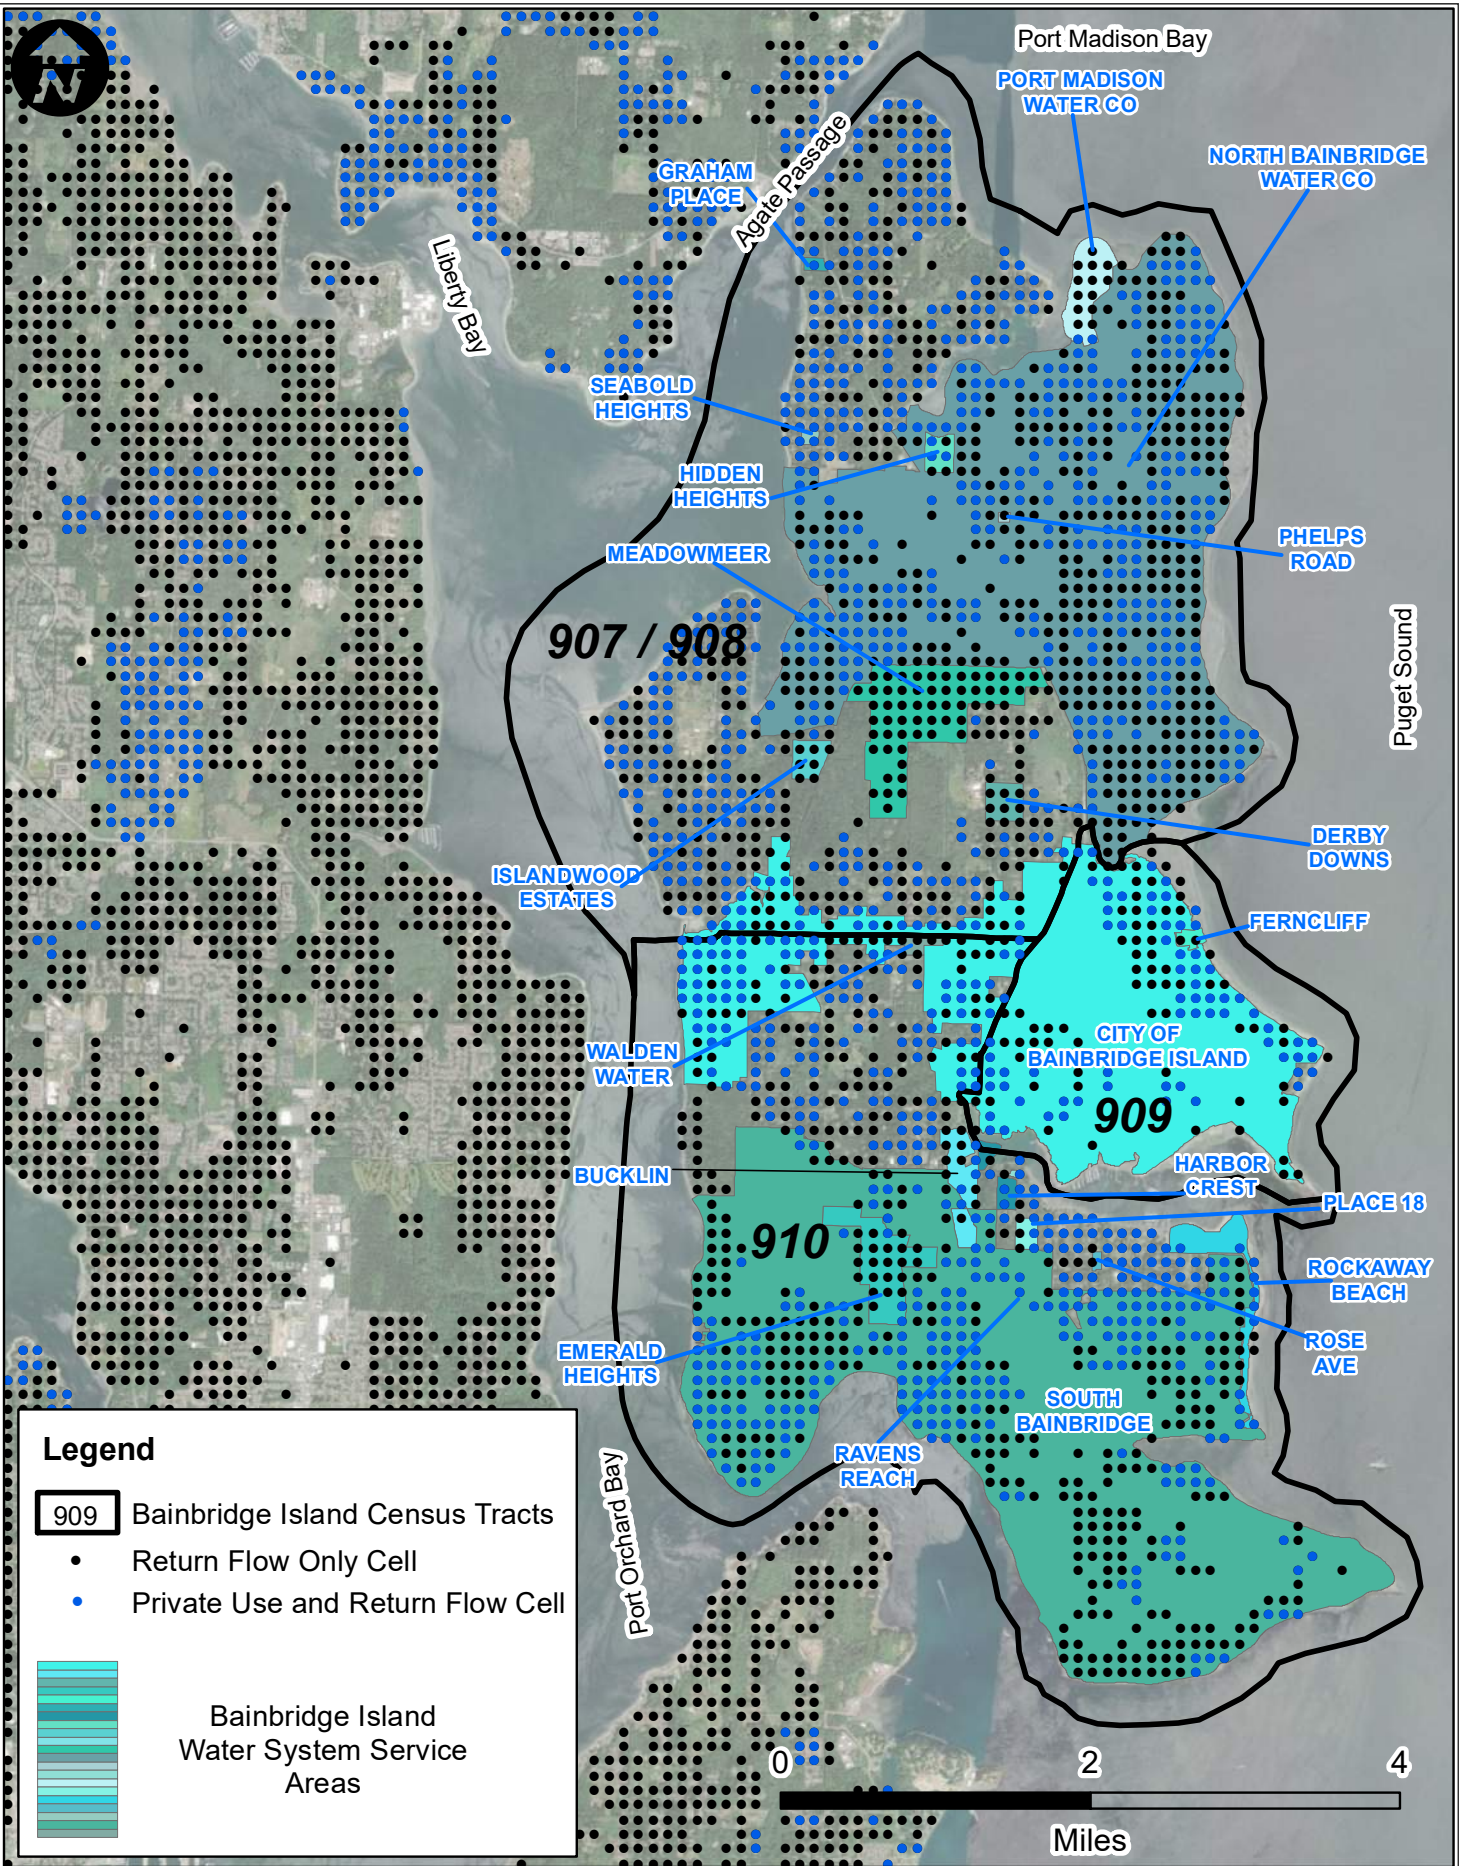 N
Port Madison Bay
PORT MADISON
WATER CO
NORTH BAINBRIDGE
WATER CO
GRAHAM
PLACE
Agate Passage
Liberty Bay
SEABOLD
HEIGHTS
HIDDEN
HEIGHTS
PHELPS
ROAD
MEADOWMEER
907 / 908
Puget Sound
DERBY
DOWNS
ISLANDWOOD
ESTATES
FERNCLIFF
CITY OF
BAINBRIDGE ISLAND
WALDEN
WATER
909
BUCKLIN
HARBOR
CREST
PLACE 18
910
ROCKAWAY
BEACH
EMERALD
HEIGHTS
ROSE
AVE
SOUTH
BAINBRIDGE
RAVENS
REACH
Port Orchard Bay
Legend
909 Bainbridge Island Census Tracts
Return Flow Only Cell
Private Use and Return Flow Cell
Bainbridge Island
Water System Service
Areas
0 2 4
Miles